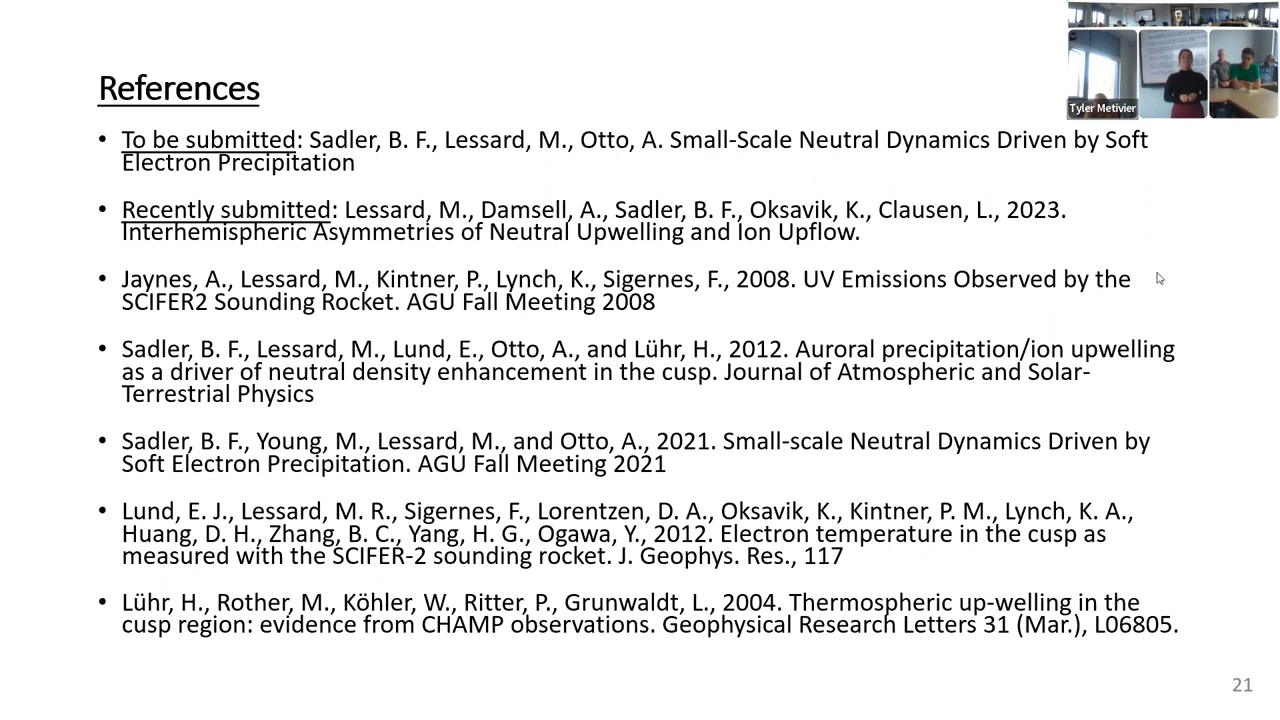 Tyler Metivier
References
• To be submitted: Sadler, B. F., Lessard, M., Otto, A. Small-Scale Neutral Dynamics Driven by Soft
Electron Precipitation
• Recently submitted: Lessard, M., Damsell, A., Sadler, B. F., Oksavik, K., Clausen, L., 2023.
Interhemispheric Asymmetries of Neutral Upwelling and Ion Upflow.
• Jaynes, A., Lessard, M., Kintner, P., Lynch, K., Sigernes, F., 2008. UV Emissions Observed by the
SCIFER2 Sounding Rocket. AGU Fall Meeting 2008
• Sadler, B. F., Lessard, M., Lund, E., Otto, A., and Lühr, H., 2012. Auroral precipitation/ion upwelling
as a driver of neutral density enhancement in the cusp. Journal of Atmospheric and Solar-
Terrestrial Physics
• Sadler, B. F., Young, M., Lessard, M., and Otto, A., 2021. Small-scale Neutral Dynamics Driven by
Soft Electron Precipitation. AGU Fall Meeting 2021
• Lund, E. J., Lessard, M. R., Sigernes, F., Lorentzen, D. A., Oksavik, K., Kintner, P. M., Lynch, K. A.,
Huang, D. H., Zhang, B. C., Yang, H. G., Ogawa, Y., 2012. Electron temperature in the cusp as
measured with the SCIFER-2 sounding rocket. J. Geophys. Res., 117
• Lühr, H., Rother, M., Köhler, W., Ritter, P., Grunwaldt, L., 2004. Thermospheric up-welling in the
cusp region: evidence from CHAMP observations. Geophysical Research Letters 31 (Mar.), L06805.
21